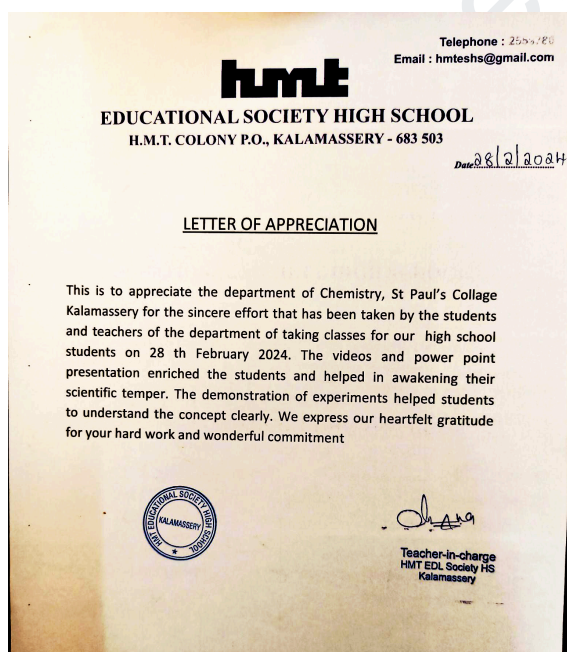 Telephone :
Email : hmteshs@gmail.com
hmt
EDUCATIONAL SOCIETY HIGH SCHOOL
H.M.T. COLONY P.O., KALAMASSERY - 683 503
Date 28/2/2024
LETTER OF APPRECIATION
This is to appreciate the department of Chemistry, St Paul's Collage
Kalamassery for the sincere effort that has been taken by the students
and teachers of the department of taking classes for our high school
students on 28 th February 2024. The videos and power point
presentation enriched the students and helped in awakening their
scientific temper. The demonstration of experiments helped students
to understand the concept clearly. We express our heartfelt gratitude
for your hard work and wonderful commitment
HMT EDUCATIONAL SOCIETY HIGH SCHOOL
KALAMASSERY
Teacher-in-charge
HMT EDL Society HS
Kalamassery